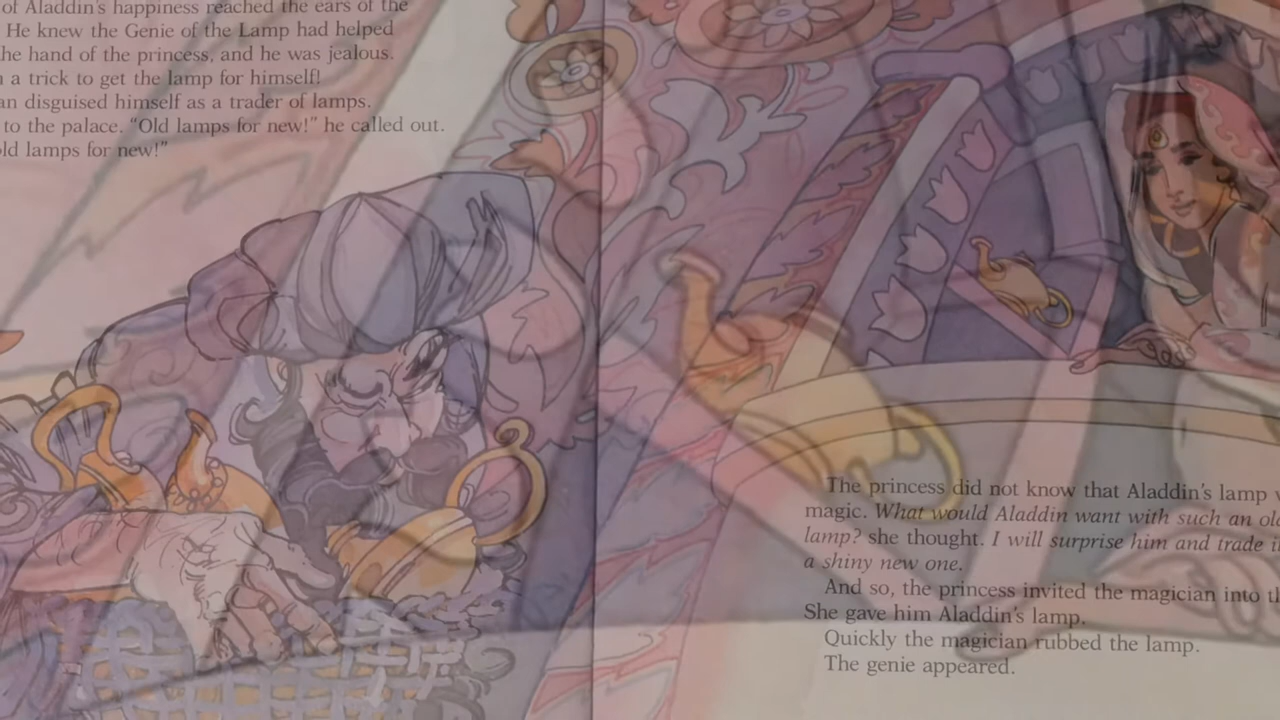 of Aladdin's happiness reached the ears of the
He knew the Genie of the Lamp had helped
the hand of the princess, and he was jealous.
a trick to get the lamp for himself!
disguised himself as a trader of lamps.
to the palace. "Old lamps for new!" he called out.
lamps for new!"
The princess did not know that Aladdin's lamp
magic. What would Aladdin want with such an
lamp? she thought. I will surprise him and trade
a shiny new one.
And so, the princess invited the magician into
She gave him Aladdin's lamp.
Quickly the magician rubbed the lamp.
The genie appeared.